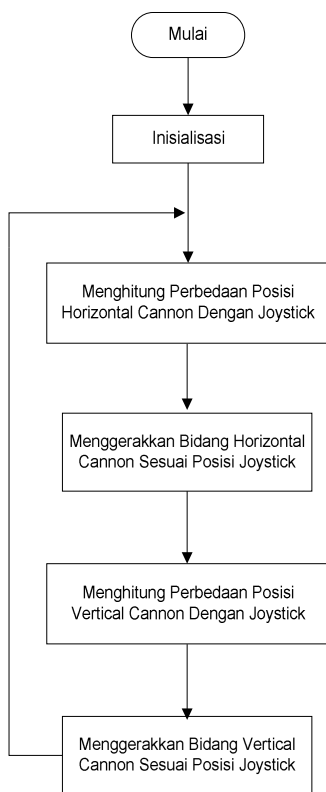 Mulai
Inisialisasi
Menghitung Perbedaan Posisi
Horizontal Cannon Dengan Joystick
Menggerakkan Bidang Horizontal
Cannon Sesuai Posisi Joystick
Menghitung Perbedaan Posisi
Vertical Cannon Dengan Joystick
Menggerakkan Bidang Vertical
Cannon Sesuai Posisi Joystick